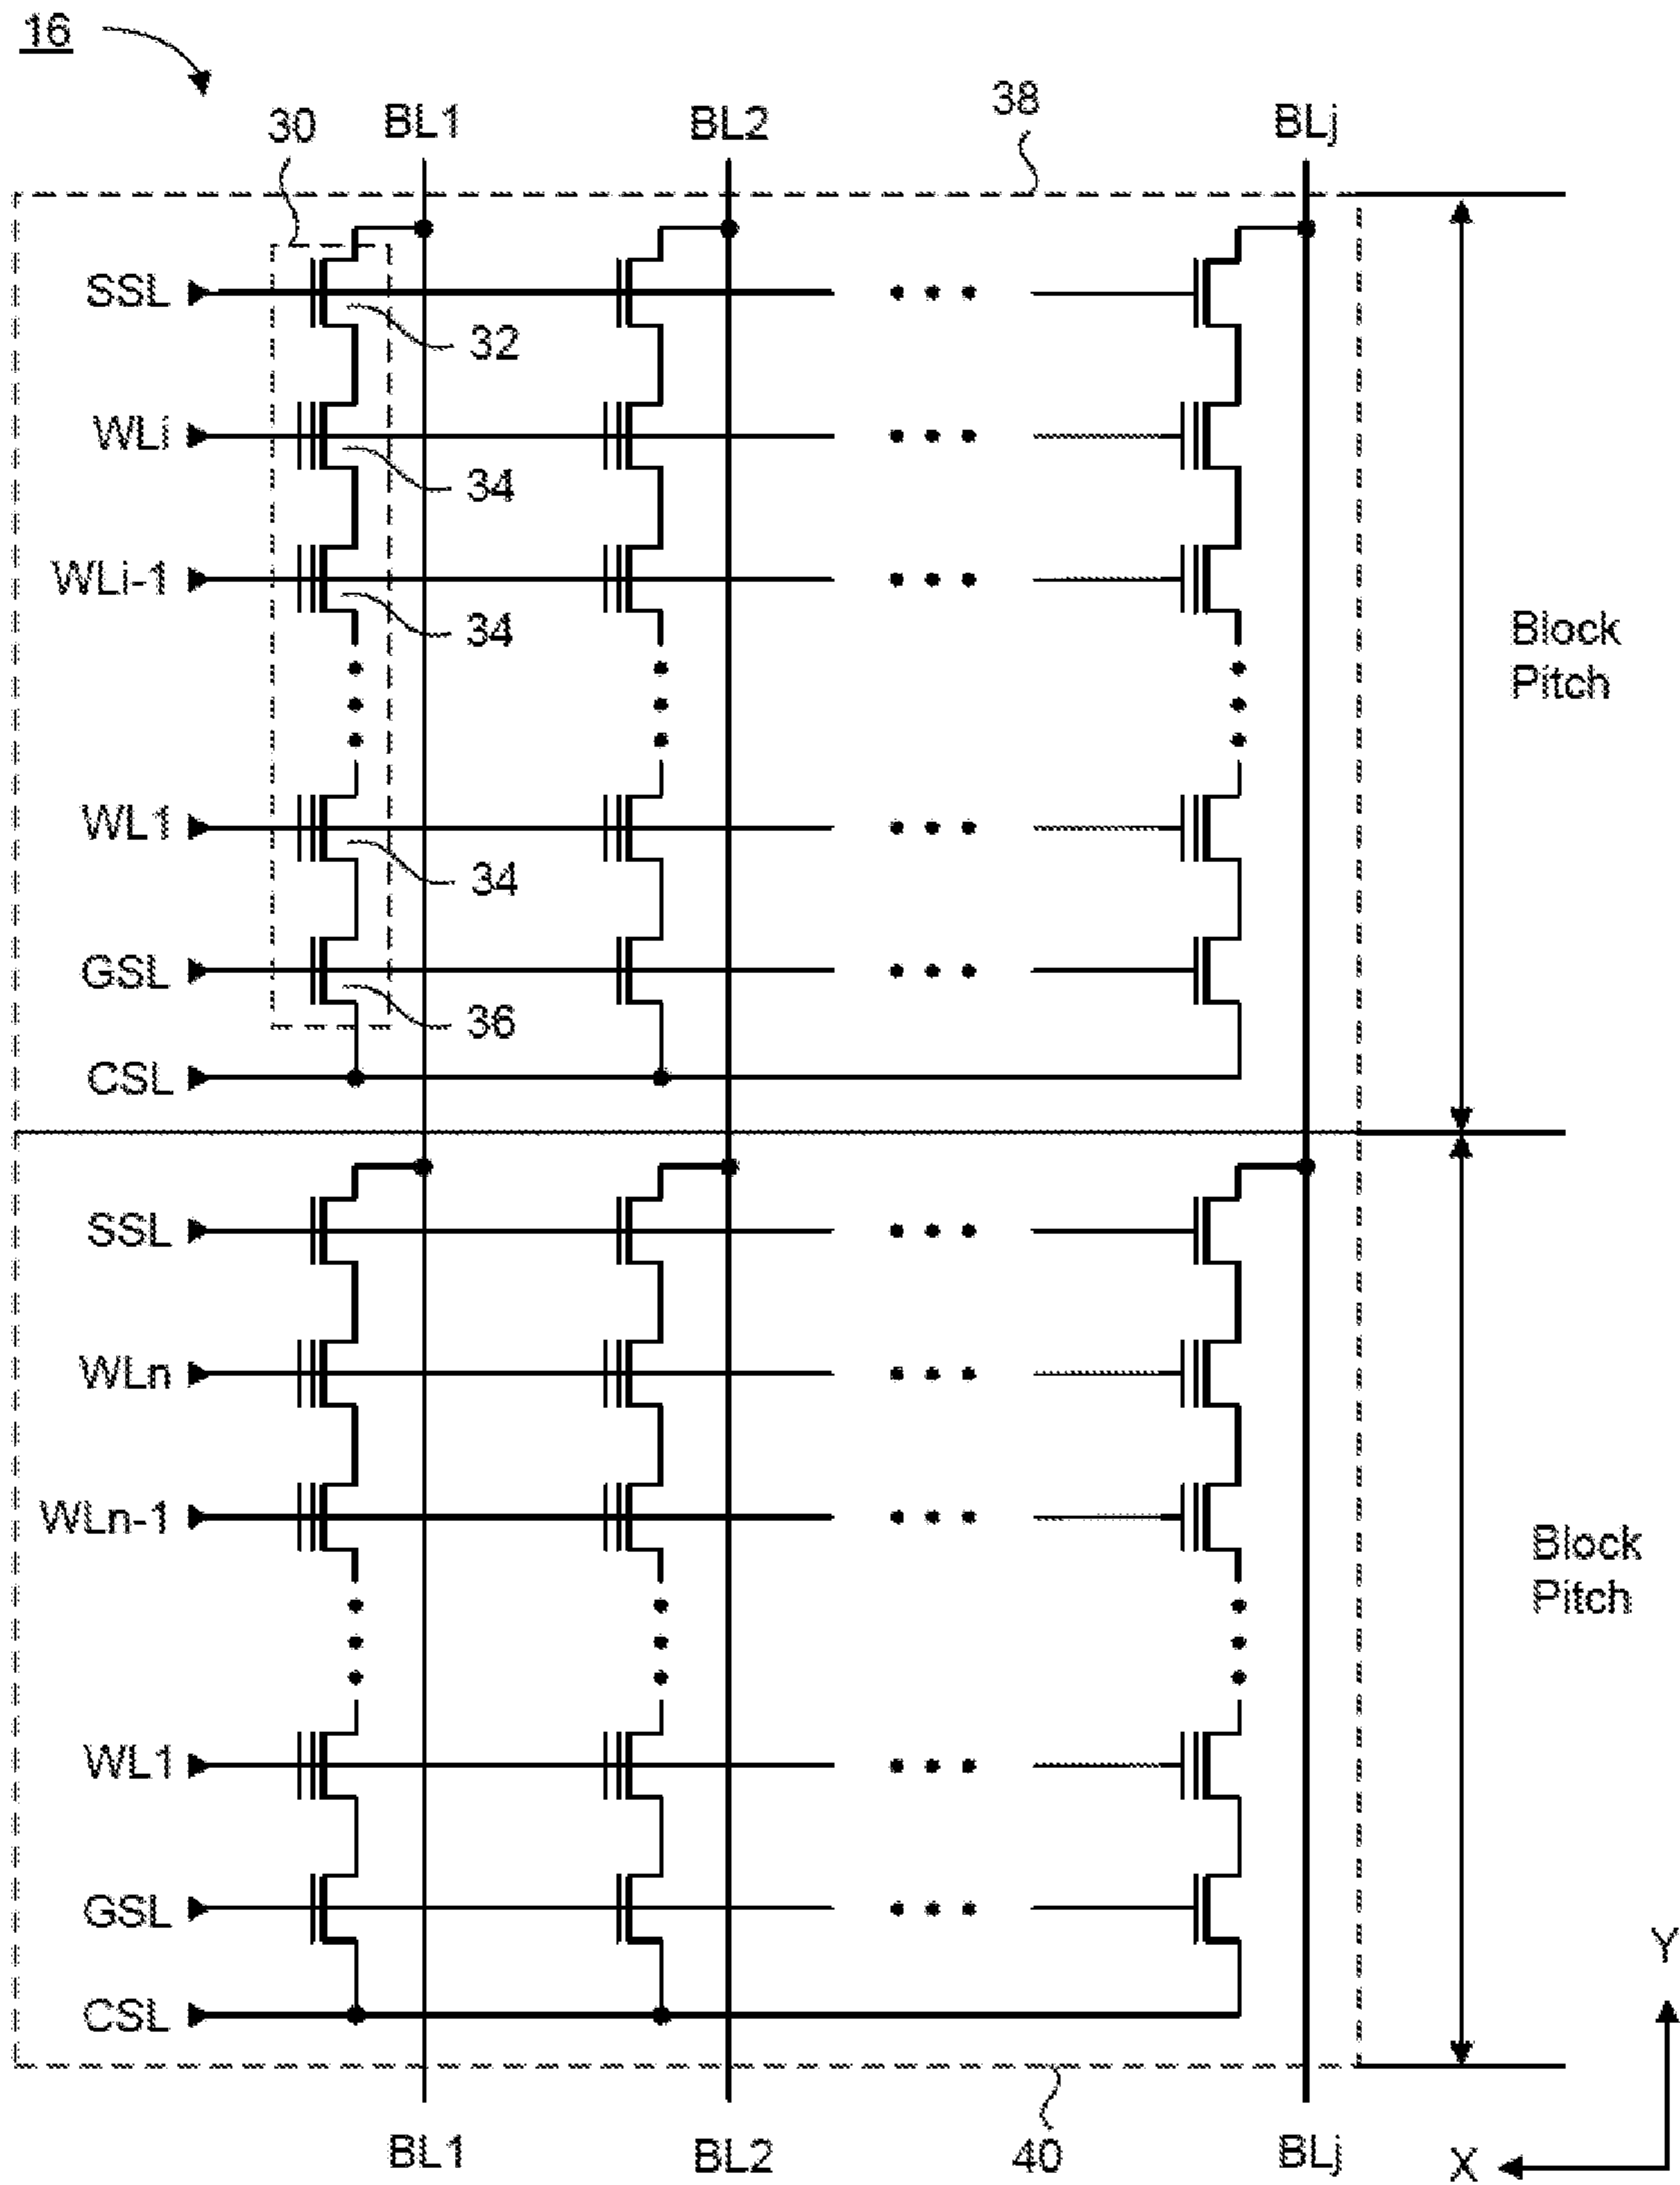 16
30
BL1
BL2
38
BLj
SSL
32
WLi
34
WLi-1
34
Block
Pitch
WL1
34
GSL
36
CSL
SSL
WLn
WLn-1
Block
Pitch
WL1
GSL
CSL
Y
BL1
BL2
40
BLj
X